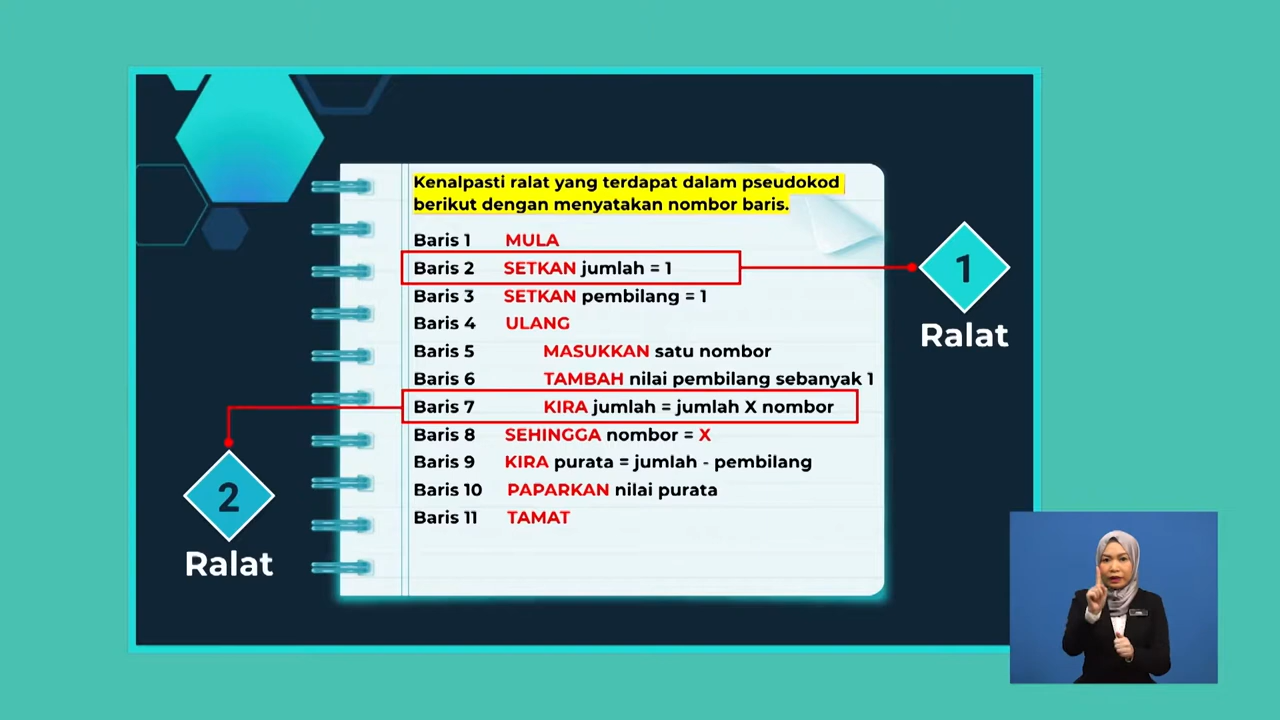 Kenalpasti ralat yang terdapat dalam pseudokod
berikut dengan menyatakan nombor baris.
Baris 1 MULA
Baris 2 SETKAN jumlah = 1
Baris 3 SETKAN pembilang = 1
Baris 4 ULANG
Baris 5 MASUKKAN satu nombor
Baris 6 TAMBAH nilai pembilang sebanyak 1
Baris 7 KIRA jumlah = jumlah X nombor
Baris 8 SEHINGGA nombor = X
Baris 9 KIRA purata = jumlah - pembilang
Baris 10 PAPARKAN nilai purata
Baris 11 TAMAT
1
Ralat
2
Ralat